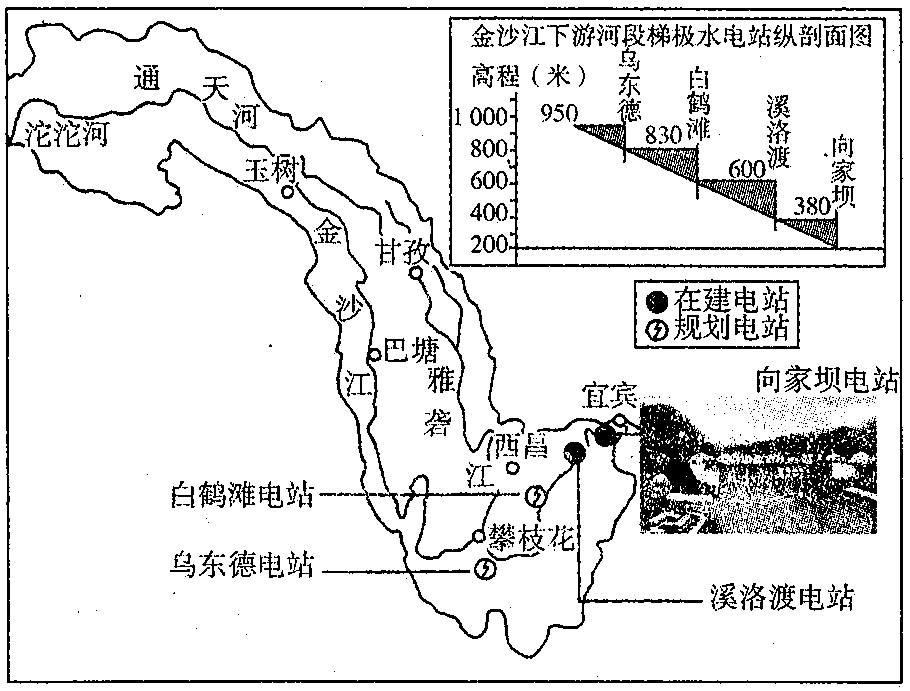 金沙江下游河段梯极水电站纵剖面图
高程（米）
乌东德
白鹤滩
溪洛渡
向家坝
950
830
600
380
1 000
800
600
400
200
通天河
沱沱河
玉树
金沙江
甘孜
巴塘
雅砻江
在建电站
规划电站
向家坝电站
宜宾
西昌
白鹤滩电站
攀枝花
乌东德电站
溪洛渡电站